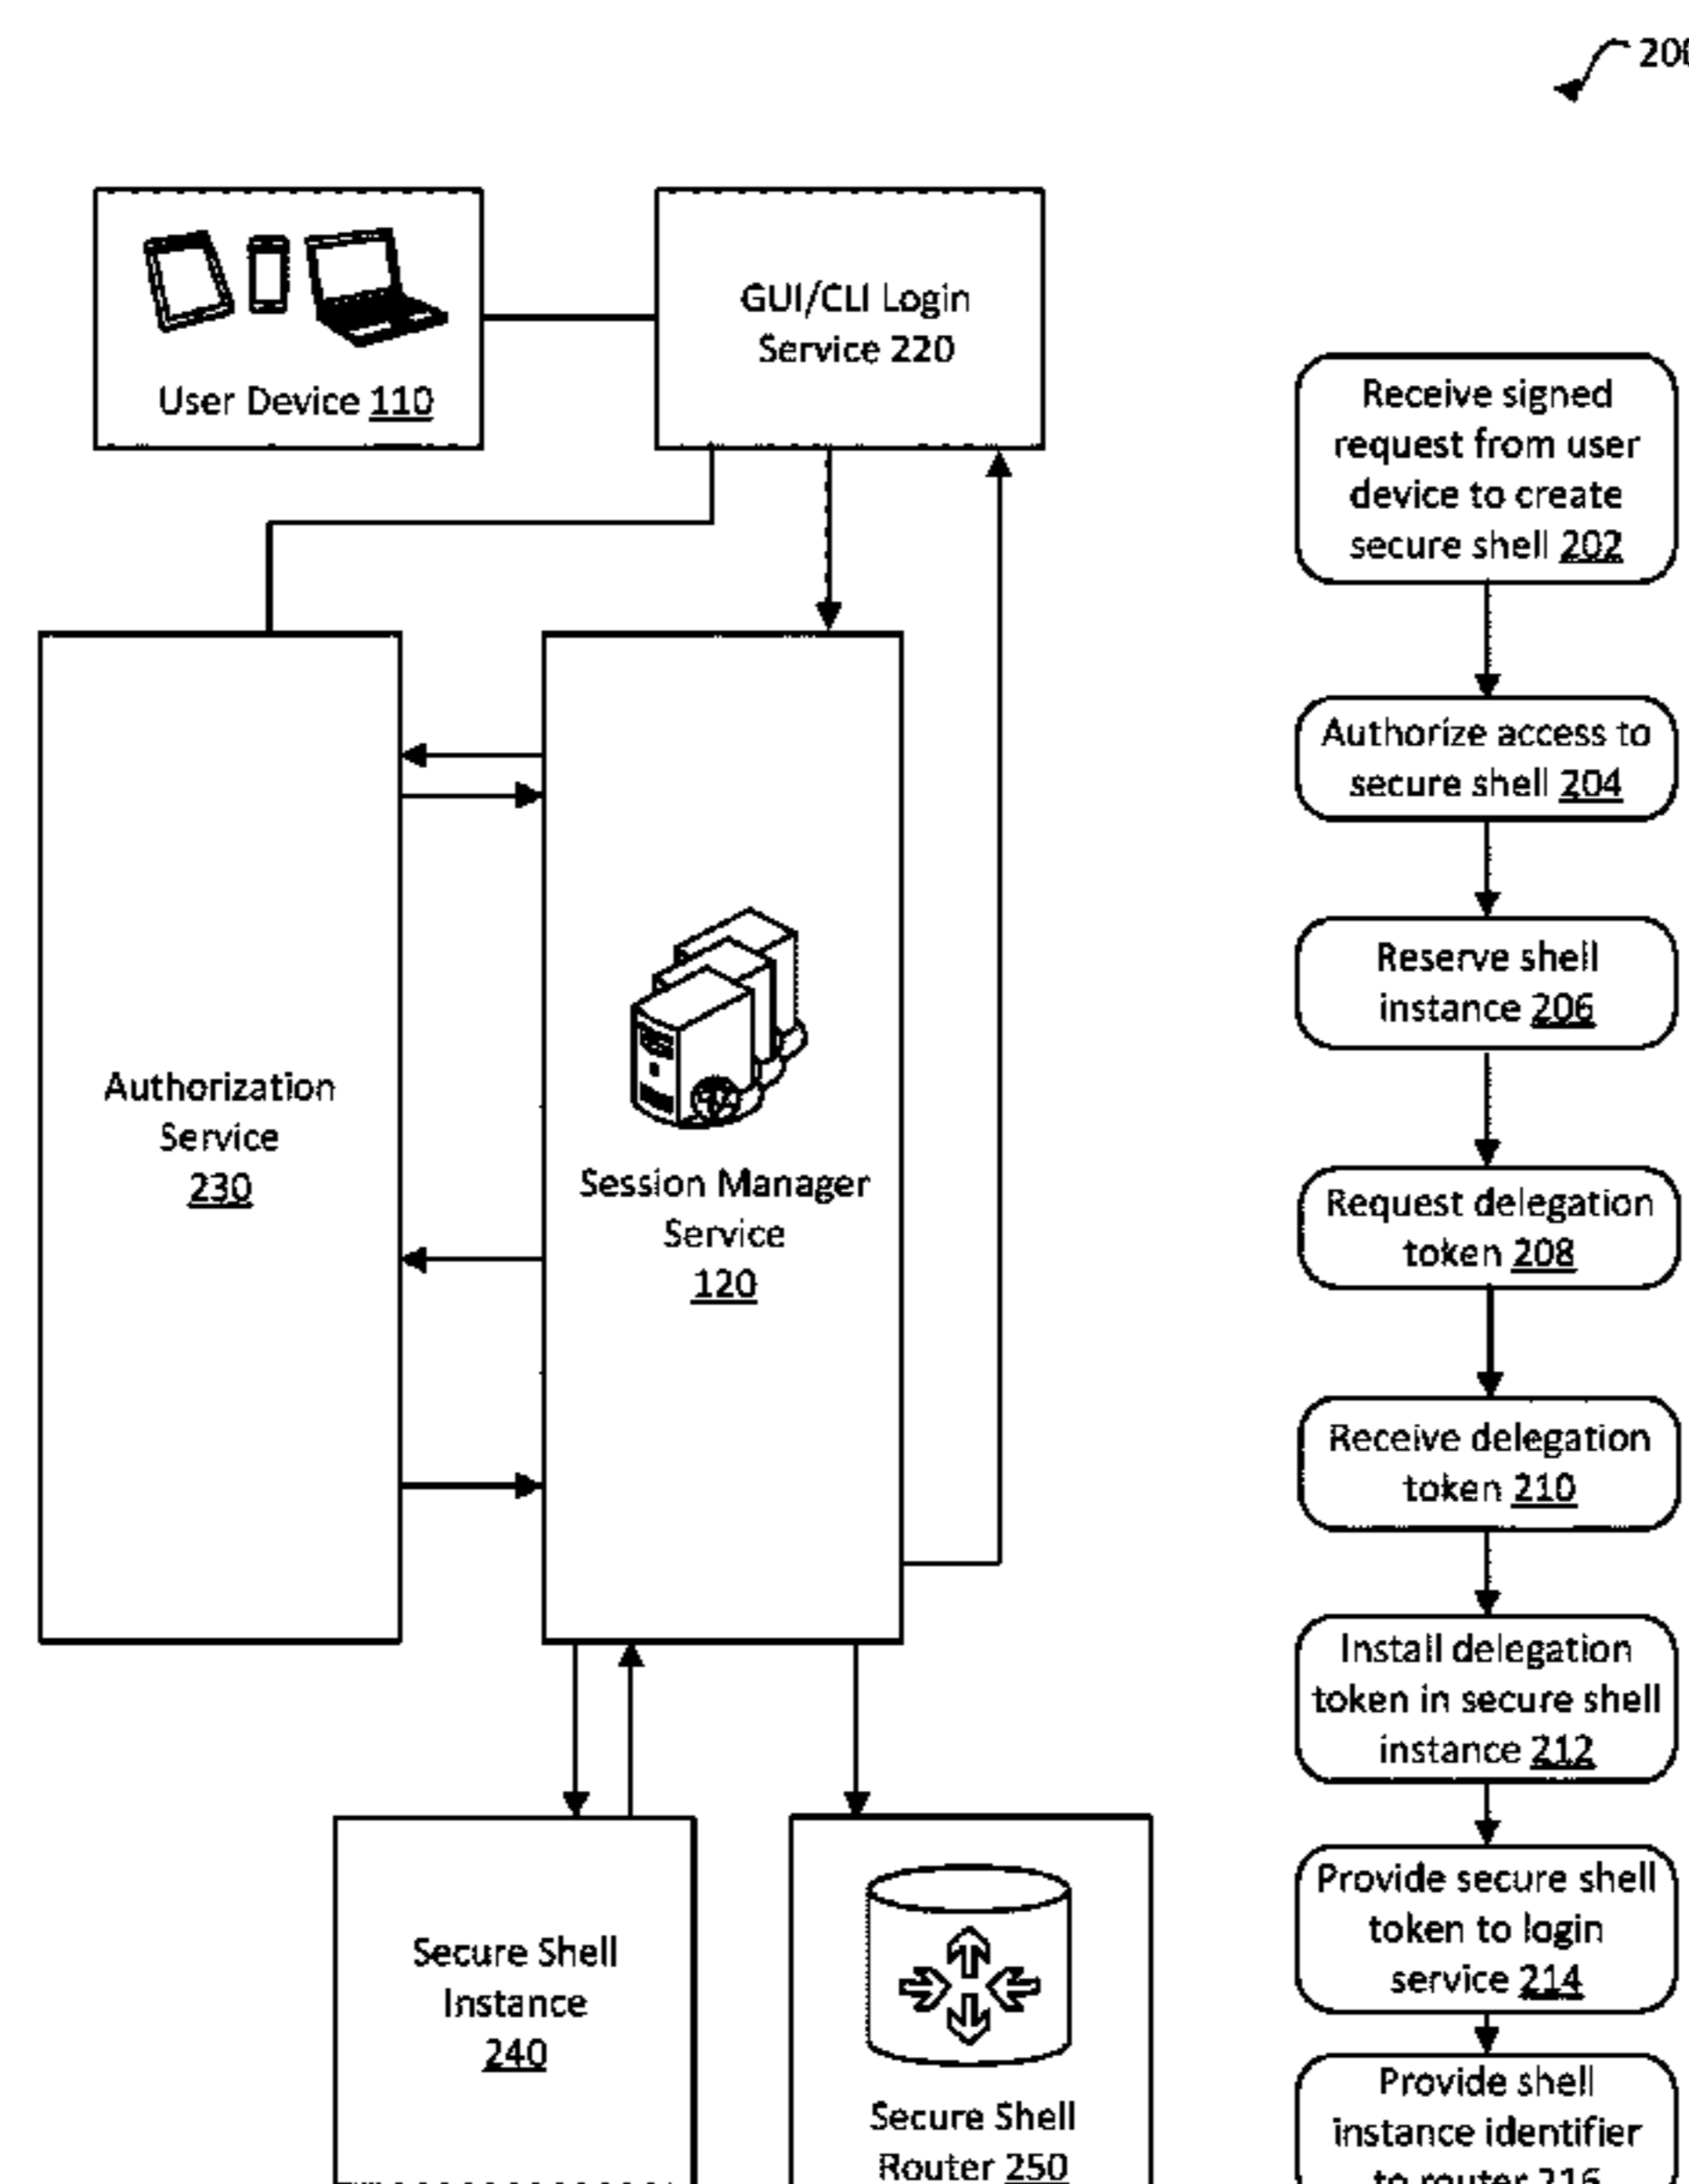 User Device 110
GUI/CLI Login
Service 220
Authorization
Service
230
Session Manager
Service
120
Secure Shell
Instance
240
Secure Shell
Router 250
Receive signed
request from user
device to create
secure shell 202
Authorize access to
secure shell 204
Reserve shell
instance 206
Request delegation
token 208
Receive delegation
token 210
Install delegation
token in secure shell
instance 212
Provide secure shell
token to login
service 214
Provide shell
instance identifier
to router 216